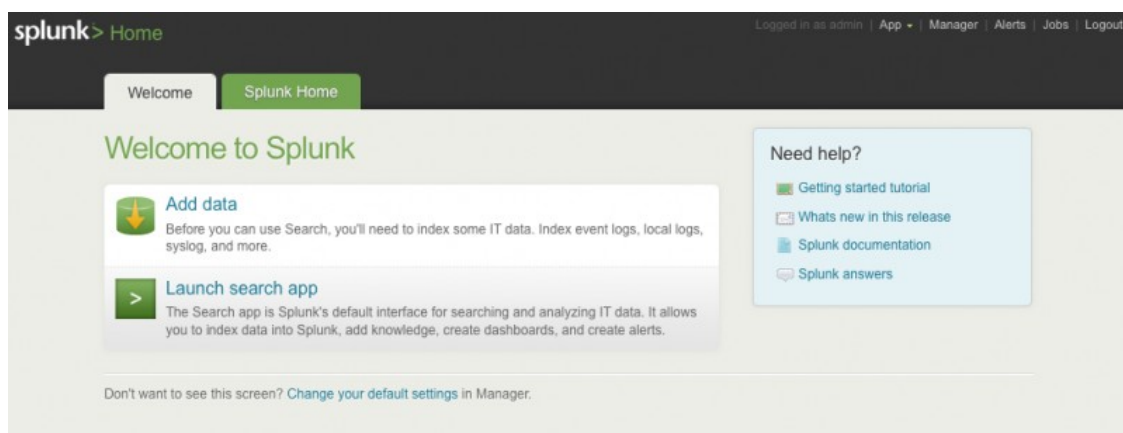 splunk> Home
Logged in as admin | App | Manager | Alerts | Jobs | Logout
Welcome
Splunk Home
Welcome to Splunk
Add data
Before you can use Search, you'll need to index some IT data. Index event logs, local logs,
syslog, and more.
Launch search app
The Search app is Splunk's default interface for searching and analyzing IT data. It allows
you to index data into Splunk, add knowledge, create dashboards, and create alerts.
Need help?
Getting started tutorial
Whats new in this release
Splunk documentation
Splunk answers
Don't want to see this screen? Change your default settings in Manager.